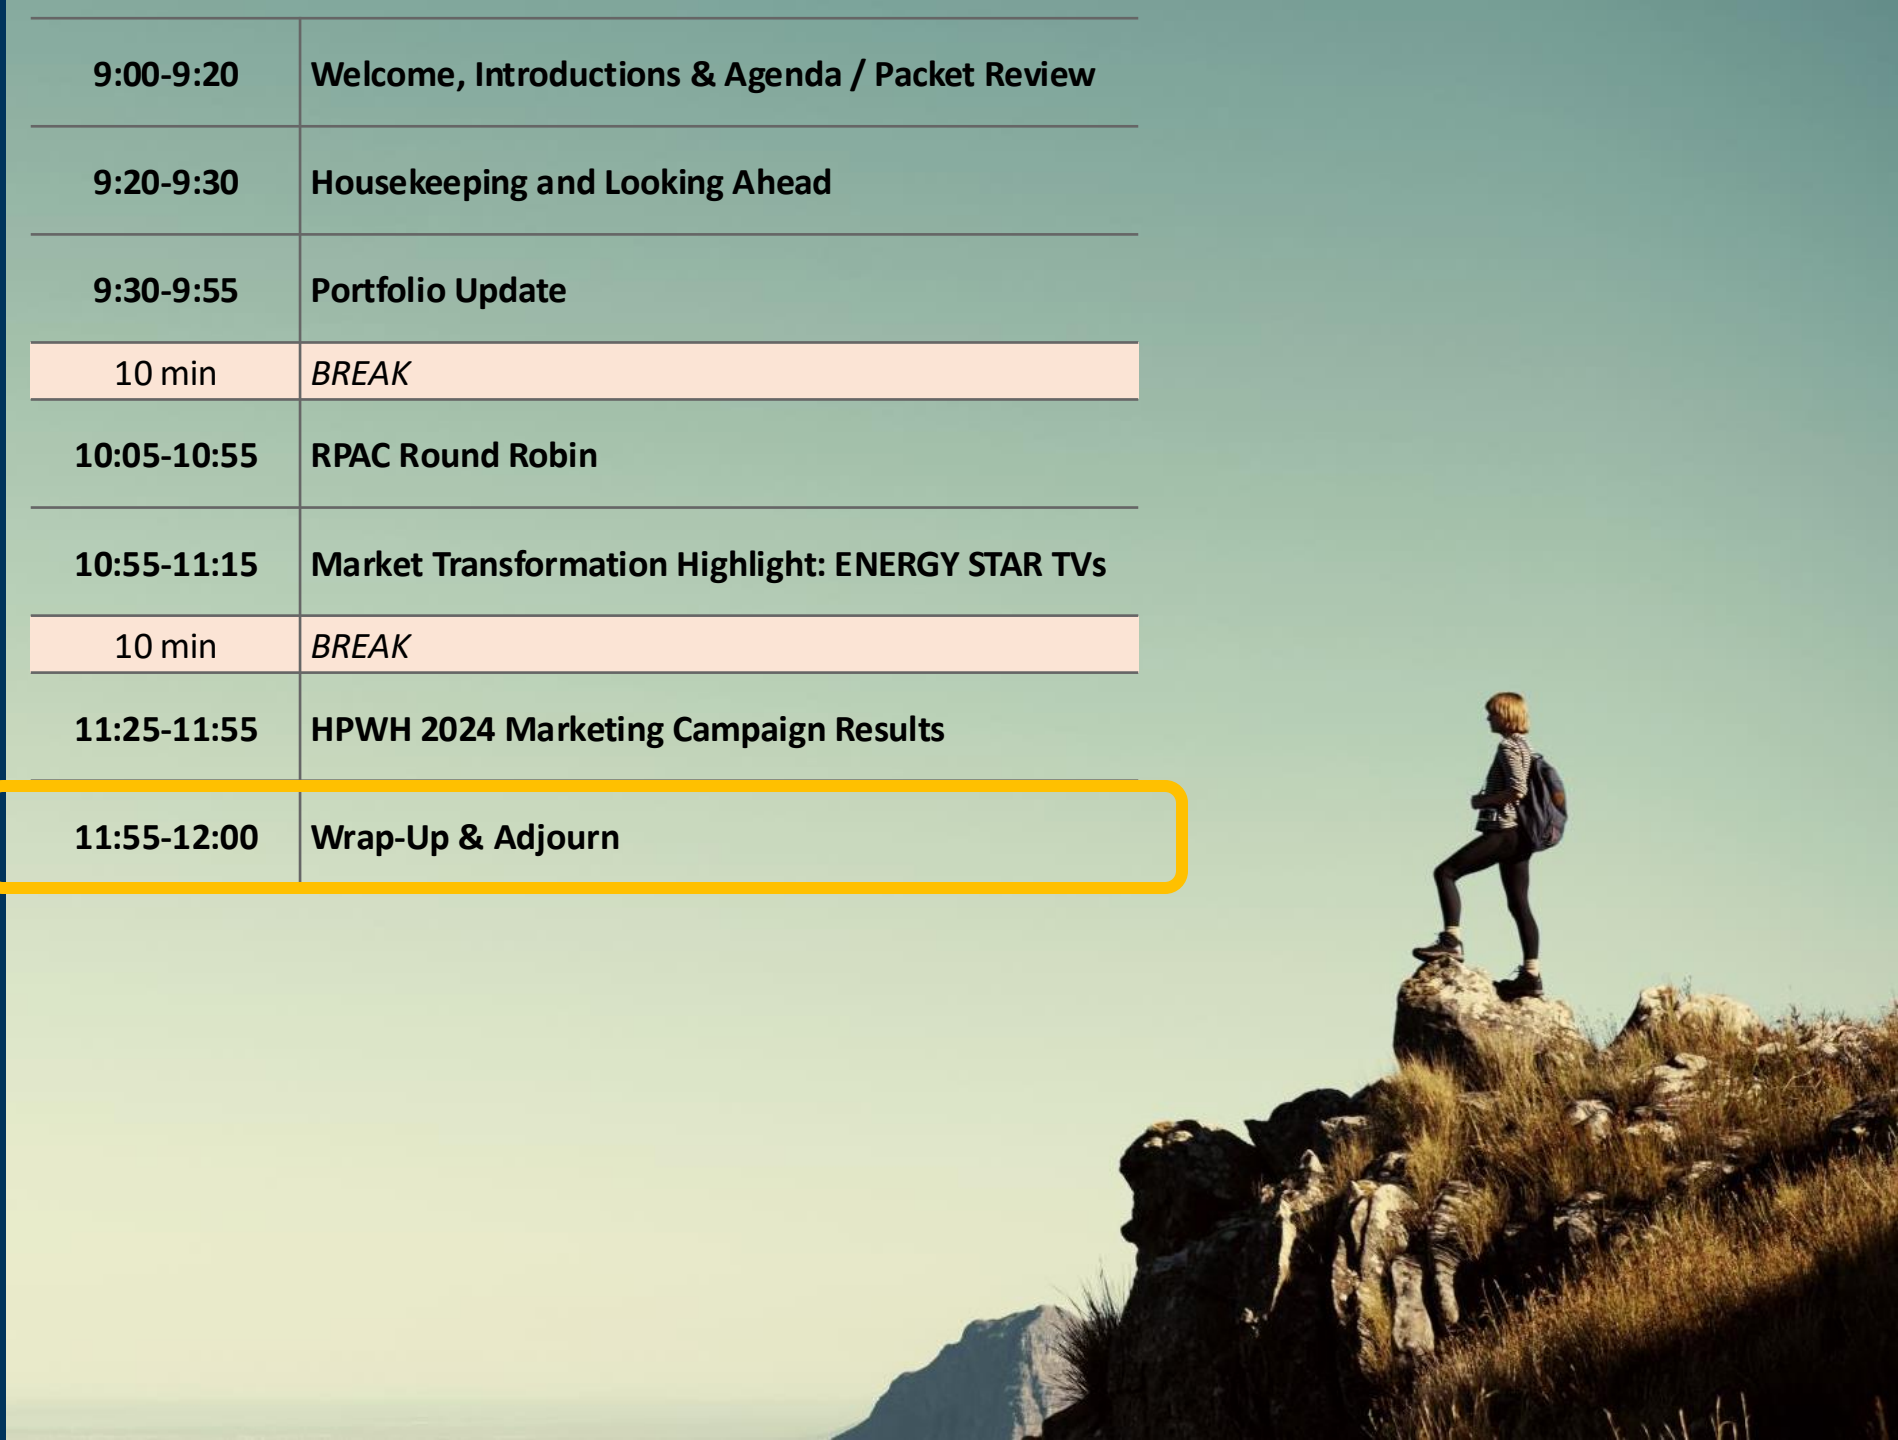 9:00-9:20 Welcome, Introductions & Agenda / Packet Review
9:20-9:30 Housekeeping and Looking Ahead
9:30-9:55 Portfolio Update
10 min BREAK
10:05-10:55 RPAC Round Robin
10:55-11:15 Market Transformation Highlight: ENERGY STAR TVs
10 min BREAK
11:25-11:55 HPWH 2024 Marketing Campaign Results
11:55-12:00 Wrap-Up & Adjourn